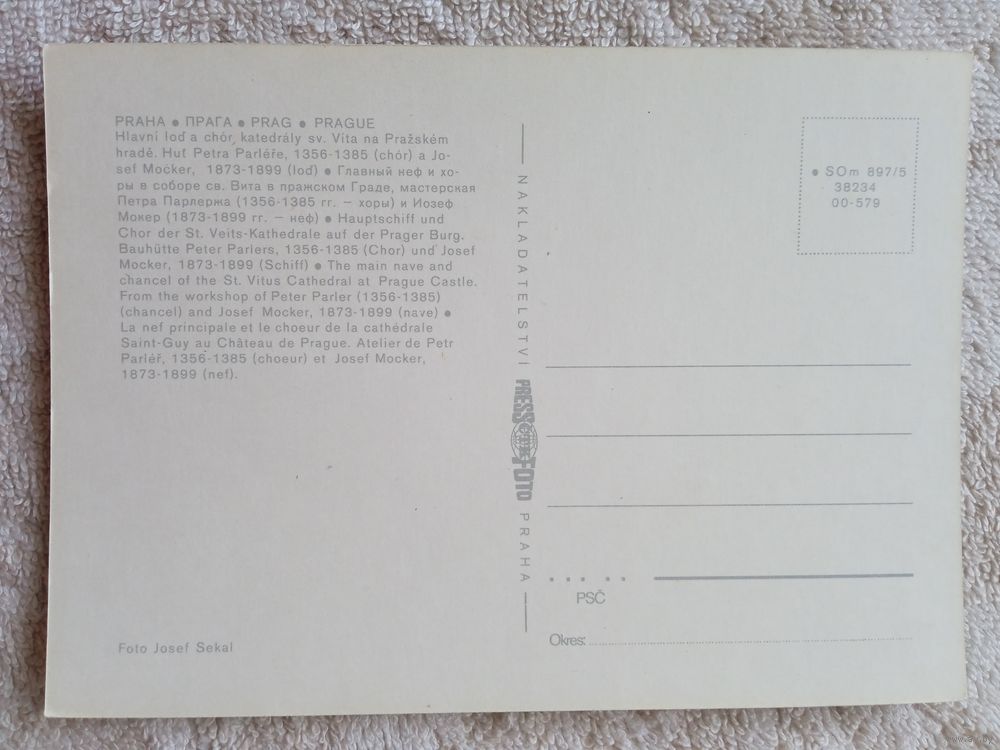 PRAHA ● ПРАГА ● PRAG ● PRAGUE
Hlavní loď a chór katedrály sv. Víta na Pražském
hradě. Huť Petra Parléře, 1356-1385 (chór) a Jo-
sef Mocker, 1873-1899 (loď) ● Главный неф и хо-
ры в соборе св. Вита в пражском Граде, мастерская
Петра Парлержа (1356-1385 гг. — хоры) и Иозеф
Мокер (1873-1899 гг. — неф) ● Hauptschiff und
Chor der St. Veits-Kathedrale auf der Prager Burg.
Bauhütte Peter Parlers, 1356-1385 (Chor) und Josef
Mocker, 1873-1899 (Schiff) ● The main nave and
chancel of the St. Vitus Cathedral at Prague Castle.
From the workshop of Peter Parler (1356-1385)
(chancel) and Josef Mocker, 1873-1899 (nave) ●
La nef principale et le choeur de la cathédrale
Saint-Guy au Château de Prague. Atelier de Petr
Parléř, 1356-1385 (choeur) et Josef Mocker,
1873-1899 (nef).
Foto Josef Sekal
NAKLADATELSTVÍ
PRESS
FOTO
PRAHA
● SOm 897/5
38234
00-579
PSČ
Okres: